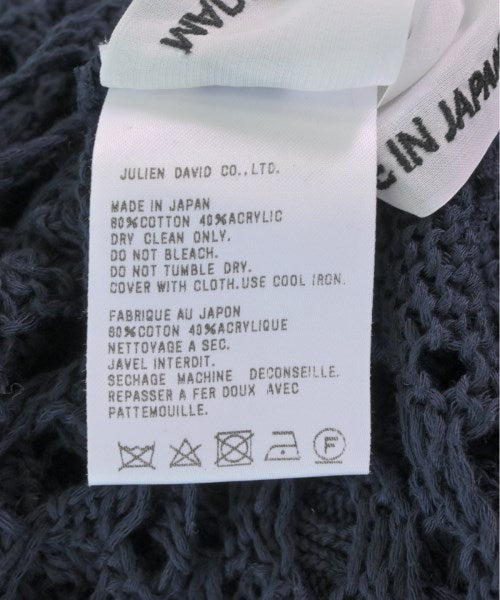 MADE
IN JAPAN
JULIEN DAVID CO.,LTD.
MADE IN JAPAN
60%COTTON 40%ACRYLIC
DRY CLEAN ONLY.
DO NOT BLEACH.
DO NOT TUMBLE DRY.
COVER WITH CLOTH.USE COOL IRON.
FABRIQUE AU JAPON
60%COTON 40%ACRYLIQUE
NETTOYAGE A SEC.
JAVEL INTERDIT.
SECHAGE MACHINE DECONSEILLE.
REPASSER A FER DOUX AVEC
PATTEMOUILLE.
F